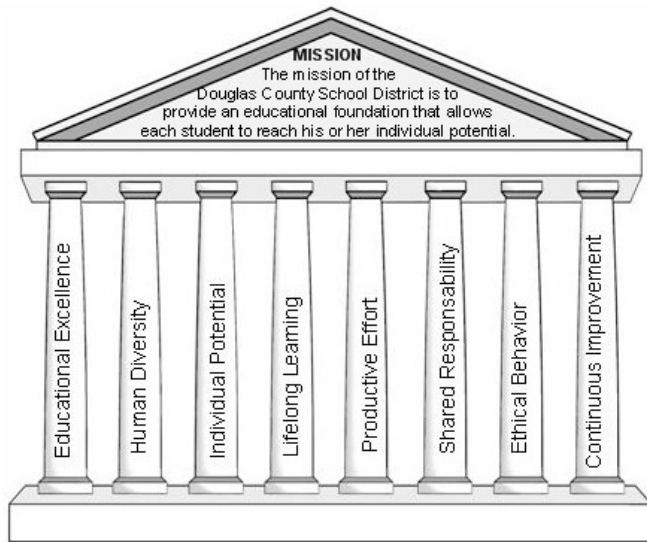 MISSION
The mission of the
Douglas County School District is to
provide an educational foundation that allows
each student to reach his or her individual potential.
Educational Excellence
Human Diversity
Individual Potential
Lifelong Learning
Productive Effort
Shared Responsability
Ethical Behavior
Continuous Improvement